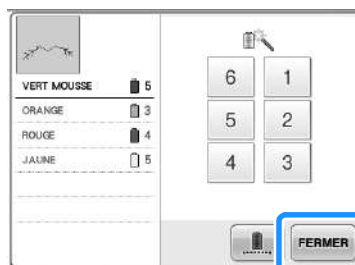 VERT MOUSSE 5
ORANGE 3
ROUGE 4
JAUNE 5
6 1
5 2
4 3
FERMER